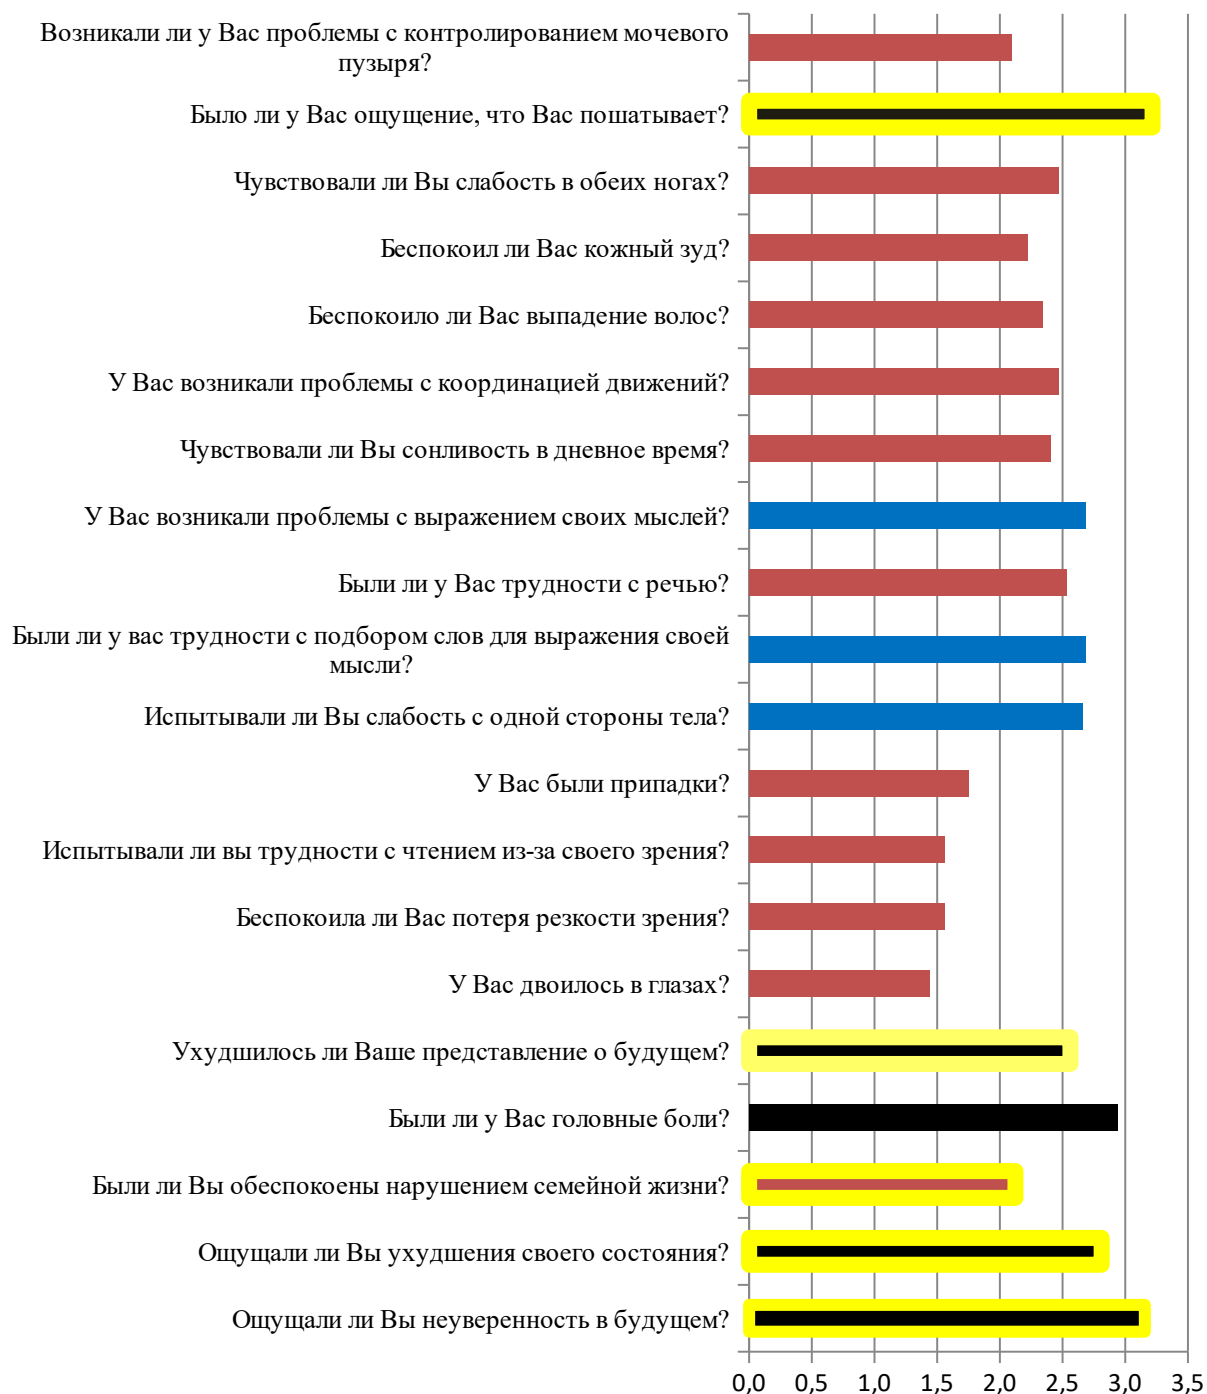 Возникали ли у Вас проблемы с контролированием мочевого
пузыря?
Было ли у Вас ощущение, что Вас пошатывает?
Чувствовали ли Вы слабость в обеих ногах?
Беспокоил ли Вас кожный зуд?
Беспокоило ли Вас выпадение волос?
У Вас возникали проблемы с координацией движений?
Чувствовали ли Вы сонливость в дневное время?
У Вас возникали проблемы с выражением своих мыслей?
Были ли у Вас трудности с речью?
Были ли у вас трудности с подбором слов для выражения своей
мысли?
Испытывали ли Вы слабость с одной стороны тела?
У Вас были припадки?
Испытывали ли вы трудности с чтением из-за своего зрения?
Беспокоила ли Вас потеря резкости зрения?
У Вас двоилось в глазах?
Ухудшилось ли Ваше представление о будущем?
Были ли у Вас головные боли?
Были ли Вы обеспокоены нарушением семейной жизни?
Ощущали ли Вы ухудшения своего состояния?
Ощущали ли Вы неуверенность в будущем?
0,0 0,5 1,0 1,5 2,0 2,5 3,0 3,5